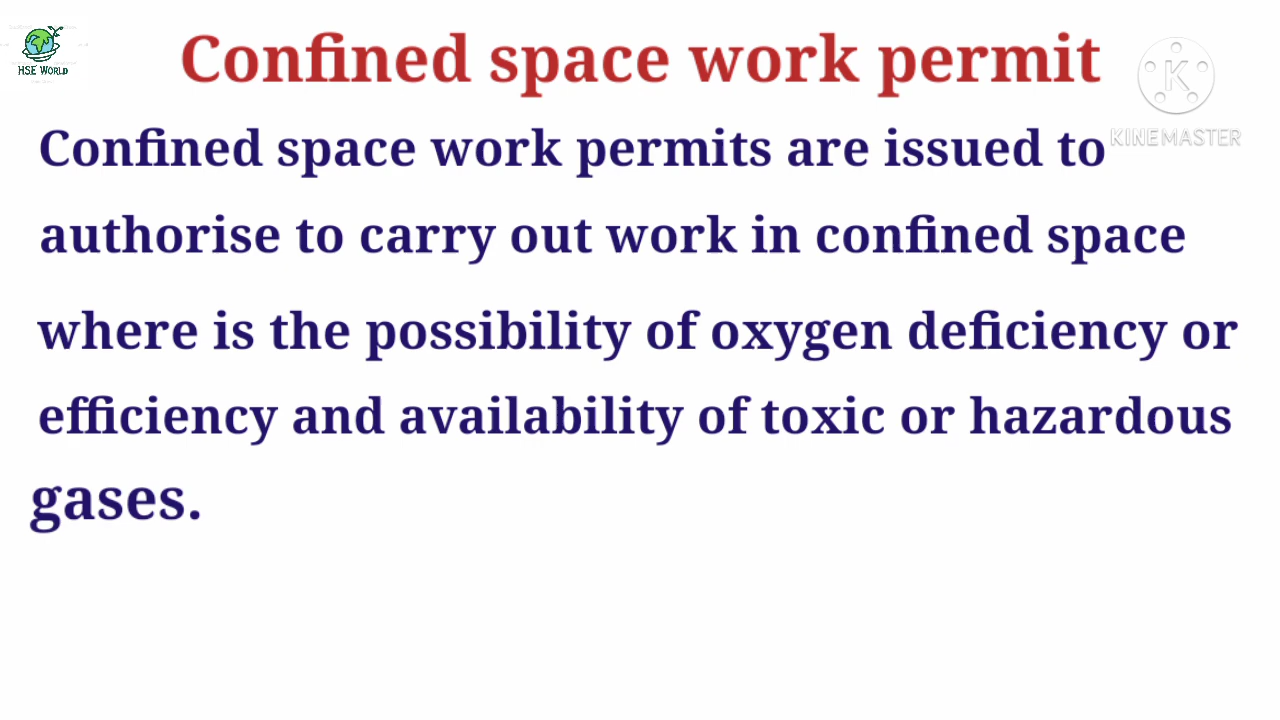 HSE WORLD
Confined space work permit
KINEMASTER
Confined space work permits are issued to
authorise to carry out work in confined space
where is the possibility of oxygen deficiency or
efficiency and availability of toxic or hazardous
gases.